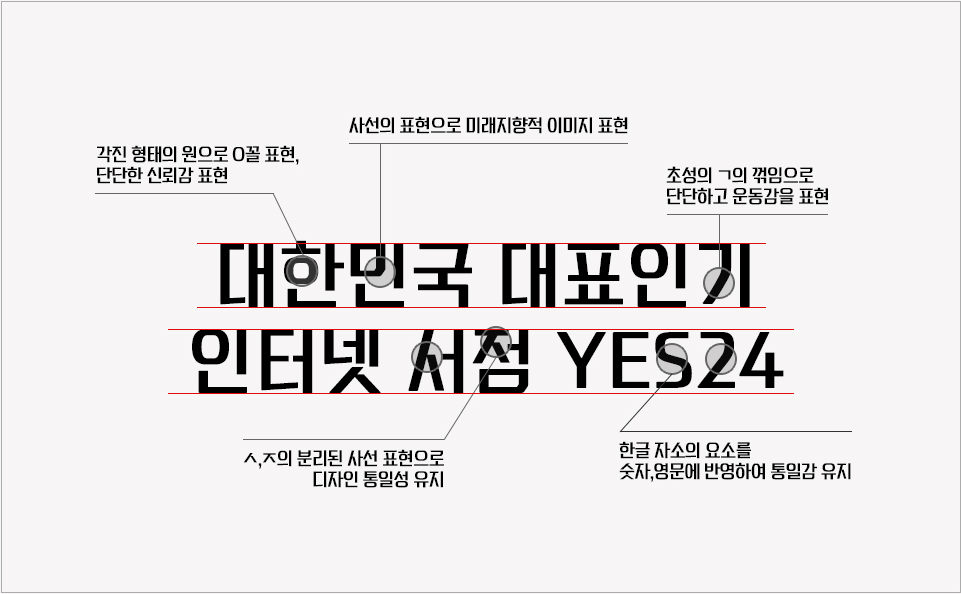 사선의 표현으로 미래지향적 이미지 표현
각진 형태의 원으로 O꼴 표현,
단단한 신뢰감 표현
초성의 ㄱ의 꺾임으로
단단하고 운동감을 표현
대한민국 대표인기
인터넷 서점 YES24
ㅅ,ㅈ의 분리된 사선 표현으로
디자인 통일성 유지
한글 자소의 요소를
숫자,영문에 반영하여 통일감 유지